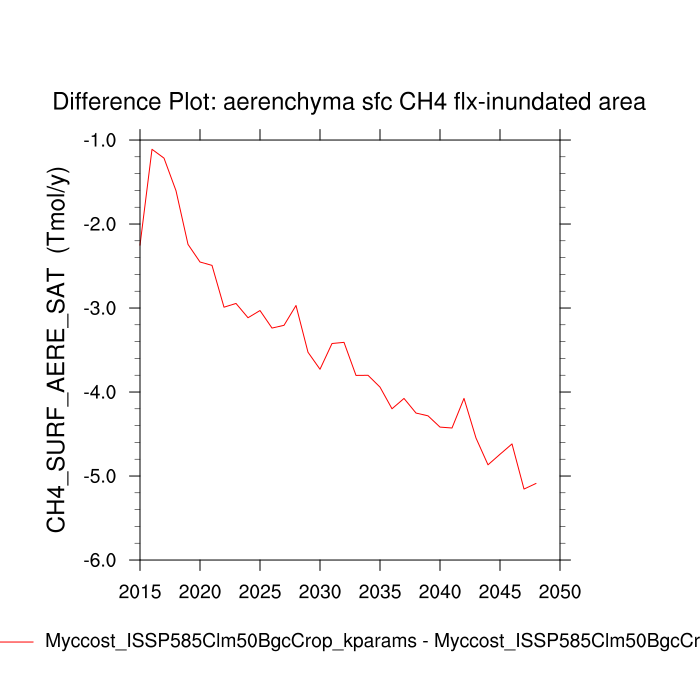 Difference Plot: aerenchyma sfc CH4 flx-inundated area
CH4_SURF_AERE_SAT (Tmol/y)
-1.0
-2.0
-3.0
-4.0
-5.0
-6.0
2015 2020 2025 2030 2035 2040 2045 2050
Myccost_ISSP585Clm50BgcCrop_kparams - Myccost_ISSP585Clm50BgcCr